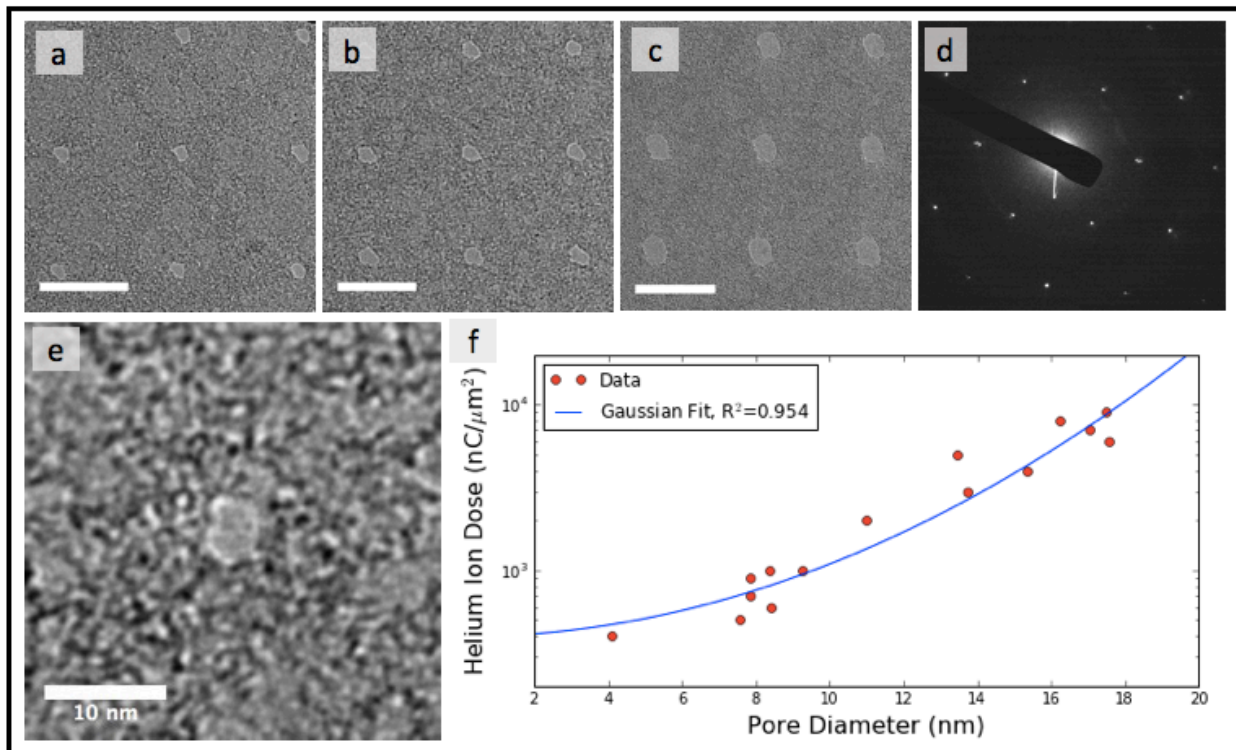 a
b
c
d
e
10 nm
f
Helium Ion Dose (nC/μm²)
10⁴
10³
Data
Gaussian Fit, R²=0.954
2
4
6
8
10
12
14
16
18
20
Pore Diameter (nm)